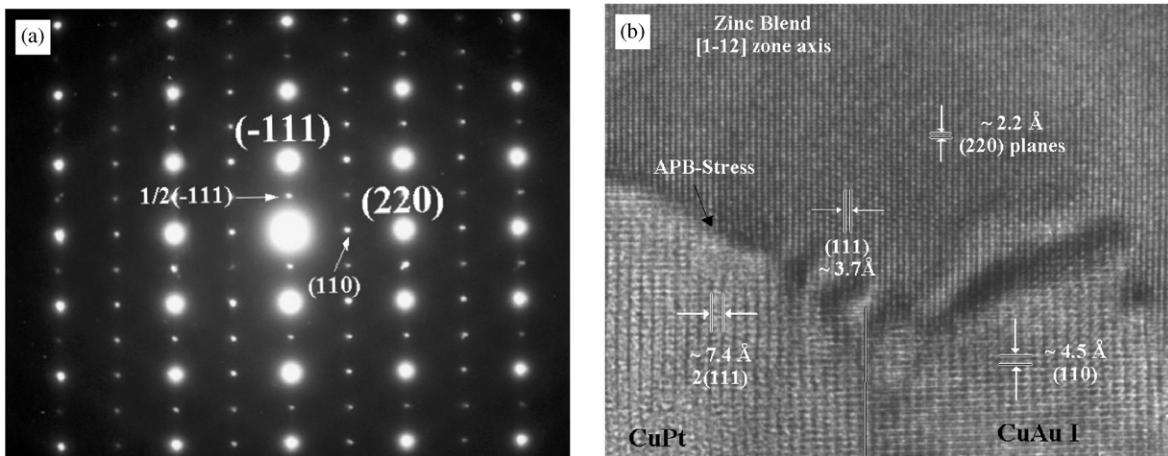 (a)
(-111)
1/2(-111)
(220)
(110)
(b)
Zinc Blend
[1-12] zone axis
~ 2.2 Å
(220) planes
APB-Stress
(111)
~ 3.7Å
~ 7.4 Å
2(111)
~ 4.5 Å
(110)
CuPt
CuAu I